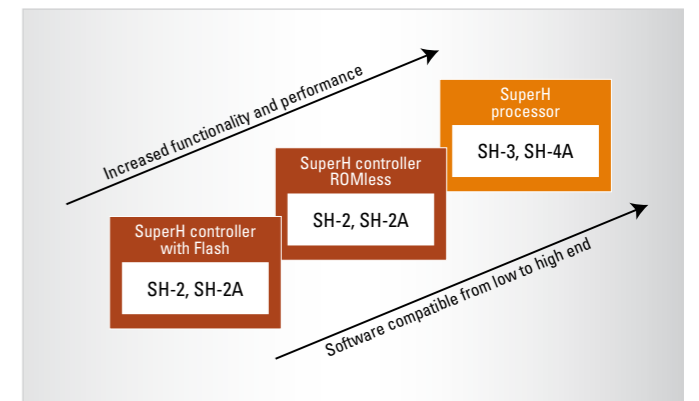 Increased functionality and performance
SuperH
processor
SH-3, SH-4A
SuperH controller
ROMless
SH-2, SH-2A
SuperH controller
with Flash
SH-2, SH-2A
Software compatible from low to high end